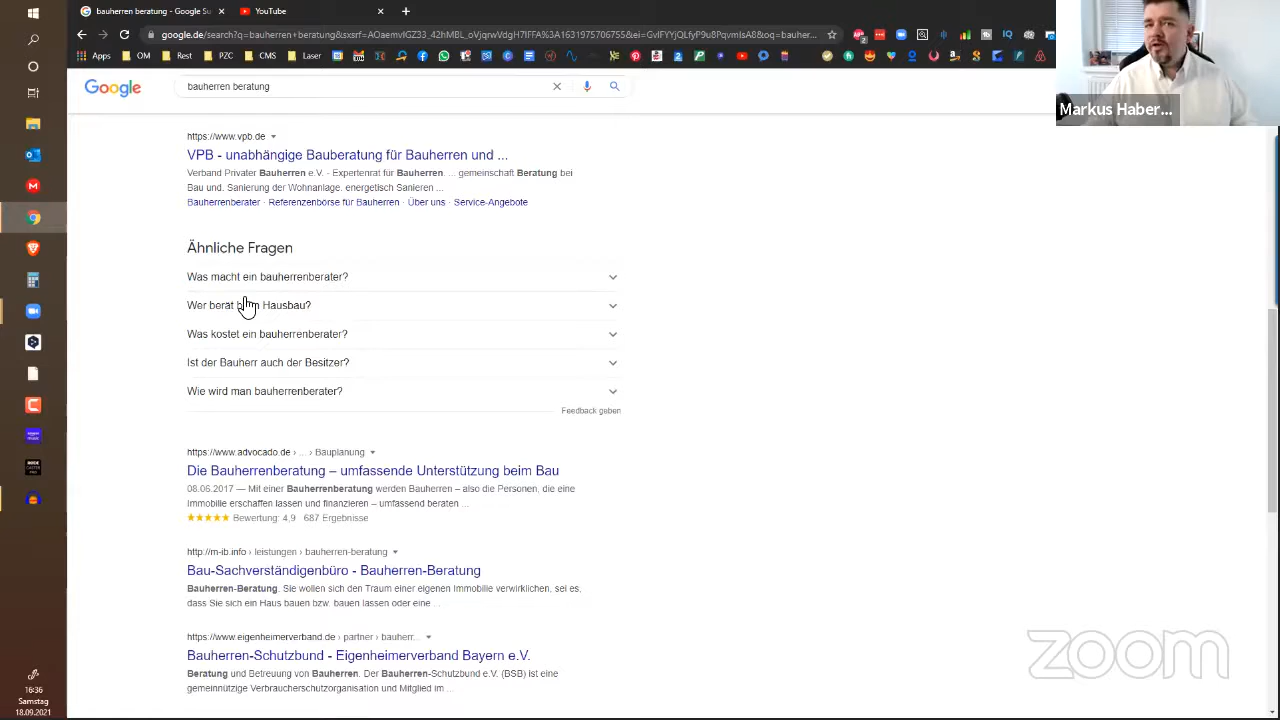 bauherren beratung - Google Su
YouTube
google.de/se
Apps
OM
Google
bauherren beratung
Markus Haber...
https://www.vpb.de
VPB - unabhängige Bauberatung für Bauherren und ...
Verband Privater Bauherren e.V. · Expertenrat für Bauherren. ... gemeinschaft Beratung bei
Bau und. Sanierung der Wohnanlage. energetisch Sanieren ...
Bauherrenberater · Referenzenbörse für Bauherren · Über uns · Service-Angebote
Ähnliche Fragen
Was macht ein bauherrenberater?
Wer berät Hausbau?
Was kostet ein bauherrenberater?
Ist der Bauherr auch der Besitzer?
Wie wird man bauherrenberater?
Feedback geben
https://www.advocado.de › ... › Bauplanung
Die Bauherrenberatung – umfassende Unterstützung beim Bau
08.06.2017 — Mit einer Bauherrenberatung werden Bauherren – also die Personen, die eine
Immobilie erschaffen lassen und finanzieren – umfassend beraten ...
Bewertung: 4,9 · 687 Ergebnisse
http://m-ib.info › leistungen › bauherren-beratung
Bau-Sachverständigenbüro - Bauherren-Beratung
Bauherren-Beratung. Sie wollen sich den Traum einer eigenen Immobilie verwirklichen, sei es,
dass Sie sich ein Haus bauen bzw. bauen lassen oder eine ...
https://www.eigenheimerverband.de › partner › bauherr...
Bauherren-Schutzbund - Eigenheimerverband Bayern e.V.
Beratung und Betreuung von Bauherren. Der Bauherren-Schutzbund e.V. (BSB) ist eine
gemeinnützige Verbraucherschutzorganisation und Mitglied im ...
zoom
16:36
Samstag
18.09.2021